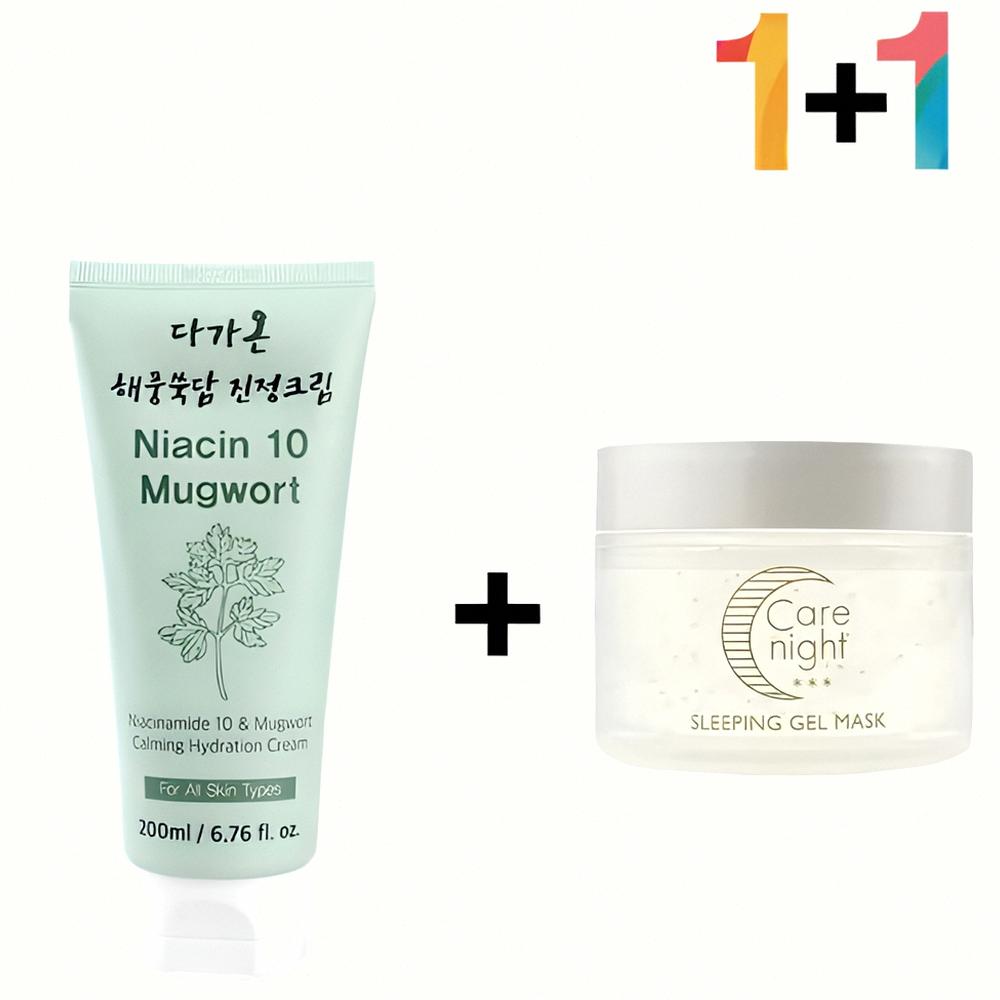 1+1
다가온
해풍쑥담 진정크림
Niacin 10
Mugwort
Niacinamide 10 & Mugwort
Calming Hydration Cream
For All Skin Types
200ml / 6.76 fl. oz.
+
Care
night
SLEEPING GEL MASK